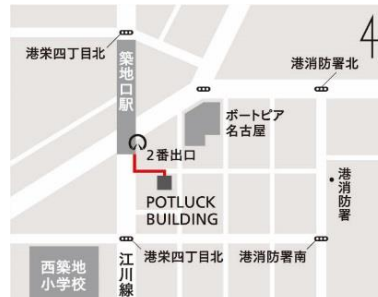 港栄四丁目北
築地口駅
港消防署北
ボートピア
名古屋
2番出口
POTLUCK
BUILDING
港消防署
港栄四丁目北
港消防署南
江川線
西築地
小学校
4